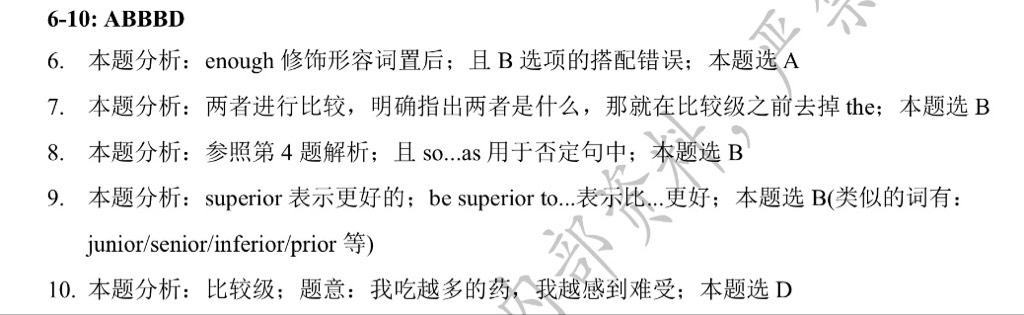 6-10: ABBBD
6. 本题分析：enough 修饰形容词置后；且 B 选项的搭配错误；本题选 A
7. 本题分析：两者进行比较，明确指出两者是什么，那就在比较级之前去掉 the；本题选 B
8. 本题分析：参照第 4 题解析；且 so...as 用于否定句中；本题选 B
9. 本题分析：superior 表示更好的；be superior to...表示比...更好；本题选 B(类似的词有：
junior/senior/inferior/prior 等)
10. 本题分析：比较级；题意：我吃越多的药，我越感到难受；本题选 D
内部资料，严禁